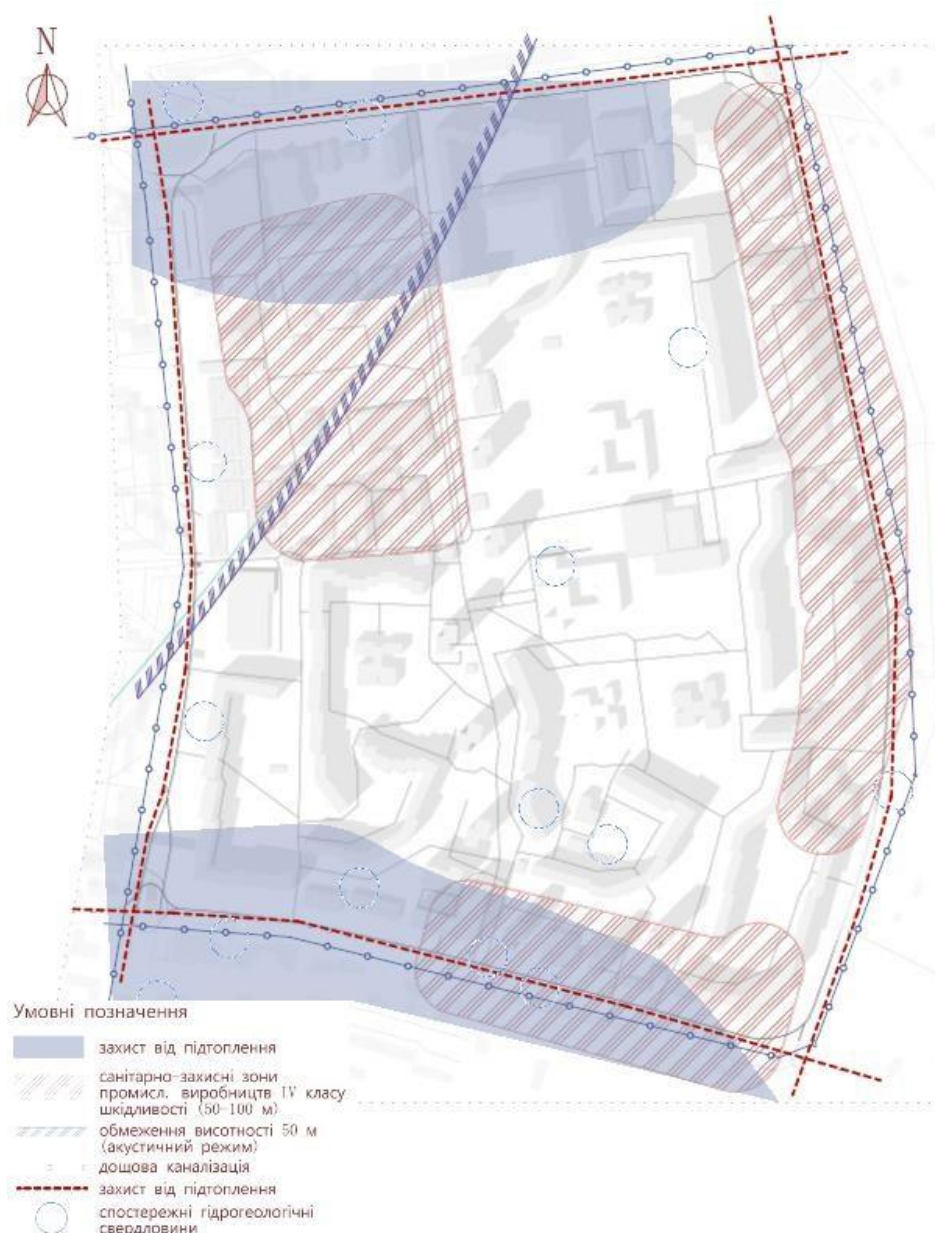 N
Умовні позначення
захист від підтоплення
санітарно-захисні зони
промисл. виробництв IV класу
шкідливості (50-100 м)
обмеження висотності 50 м
(акустичний режим)
дощова каналізація
захист від підтоплення
спостережні гідрогеологічні
свердловини